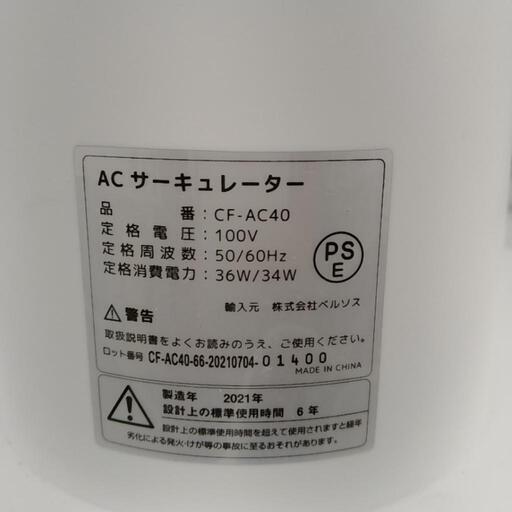 AC サーキュレーター
品 番：CF-AC40
定格電圧：100V
定格周波数：50/60Hz
定格消費電力：36W/34W
PS
E
輸入元 株式会社ベルソス
警告
取扱説明書をよくお読みのうえ、ご使用ください。
ロット番号 CF-AC40-66-20210704-01400
MADE IN CHINA
製造年 2021年
設計上の標準使用時間 6年
設計上の標準使用時間を超えて使用されますと経年
劣化による発火・けが等の事故に至るおそれがあります。